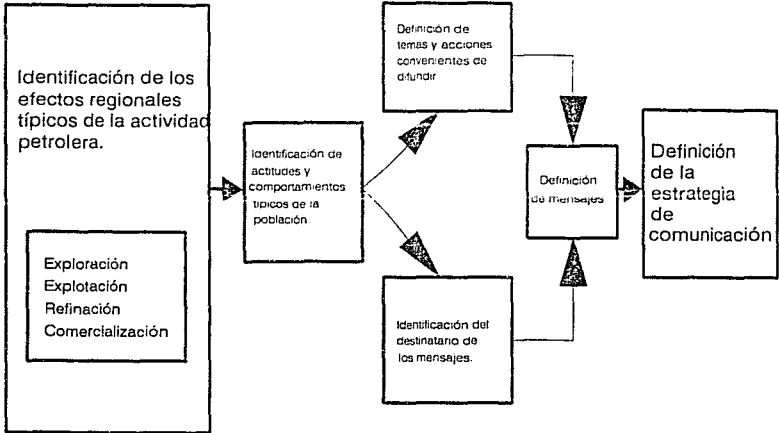 Identificación de los
efectos regionales
típicos de la actividad
petrolera.
Exploración
Explotación
Refinación
Comercialización
Identificación de
actitudes y
comportamientos
típicos de la
población.
Definición de
temas y acciones
convenientes de
difundir
Identificación del
destinatario de
los mensajes.
Definición
de mensajes
Definición
de la
estrategia
de
comunicación